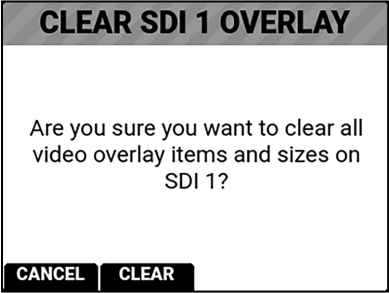 CLEAR SDI 1 OVERLAY
Are you sure you want to clear all
video overlay items and sizes on
SDI 1?
CANCEL CLEAR